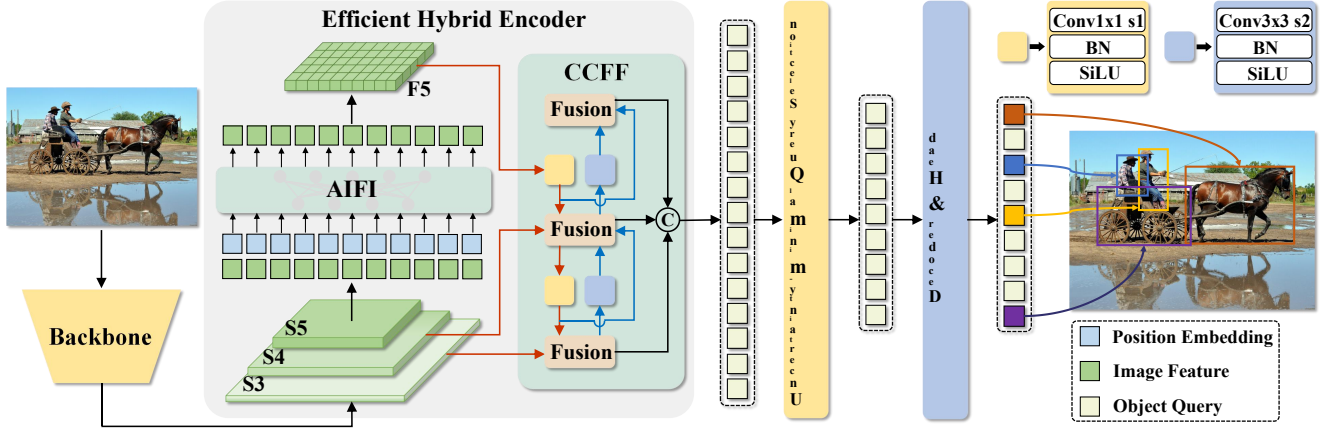 Efficient Hybrid Encoder
F5
AIFI
S5
S4
S3
Backbone
CCFF
Fusion
Fusion
Fusion
C
Uncertainty-minimal Query Selection
Decoder & Head
Conv1x1 s1
BN
SiLU
Conv3x3 s2
BN
SiLU
Position Embedding
Image Feature
Object Query